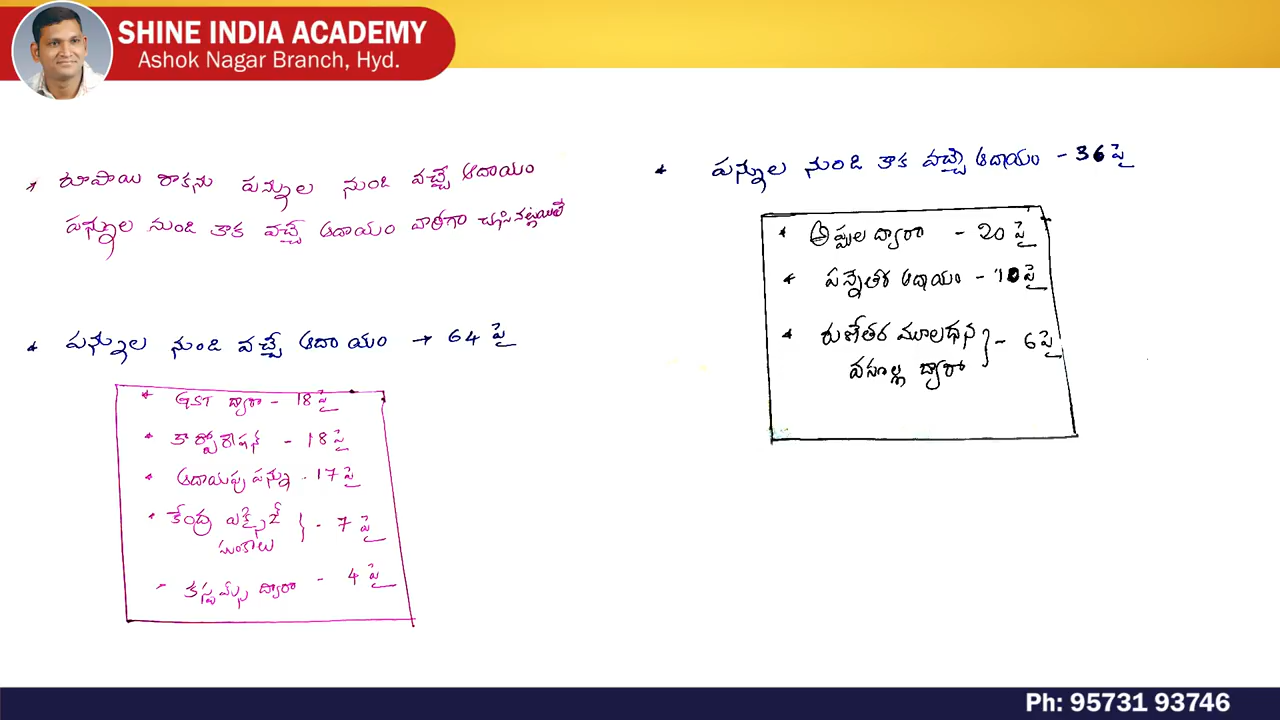 SHINE INDIA ACADEMY
Ashok Nagar Branch, Hyd.
* రూపాయి రాకను పన్నుల నుండి వచ్చే ఆదాయం
పన్నుల నుండి కాక వచ్చే ఆదాయం వారీగా చూసినట్లయితే
* పన్నుల నుండి వచ్చే ఆదాయం → 64 పై
* GST ద్వారా - 18 పై
* కార్పోరేషన్ - 18 పై
* ఆదాయపు పన్ను - 17 పై
* కేంద్ర ఎక్సైజ్ } - 7 పై
సుంకాలు
- కస్టమ్స్ ద్వారా - 4 పై
* పన్నుల నుండి కాక వచ్చే ఆదాయం - 36 పై
* అప్పుల ద్వారా - 20 పై
* పన్నేతర ఆదాయం - 10 పై
* రుణేతర మూలధన } - 6 పై
వసూళ్ల ద్వారా
Ph: 95731 93746